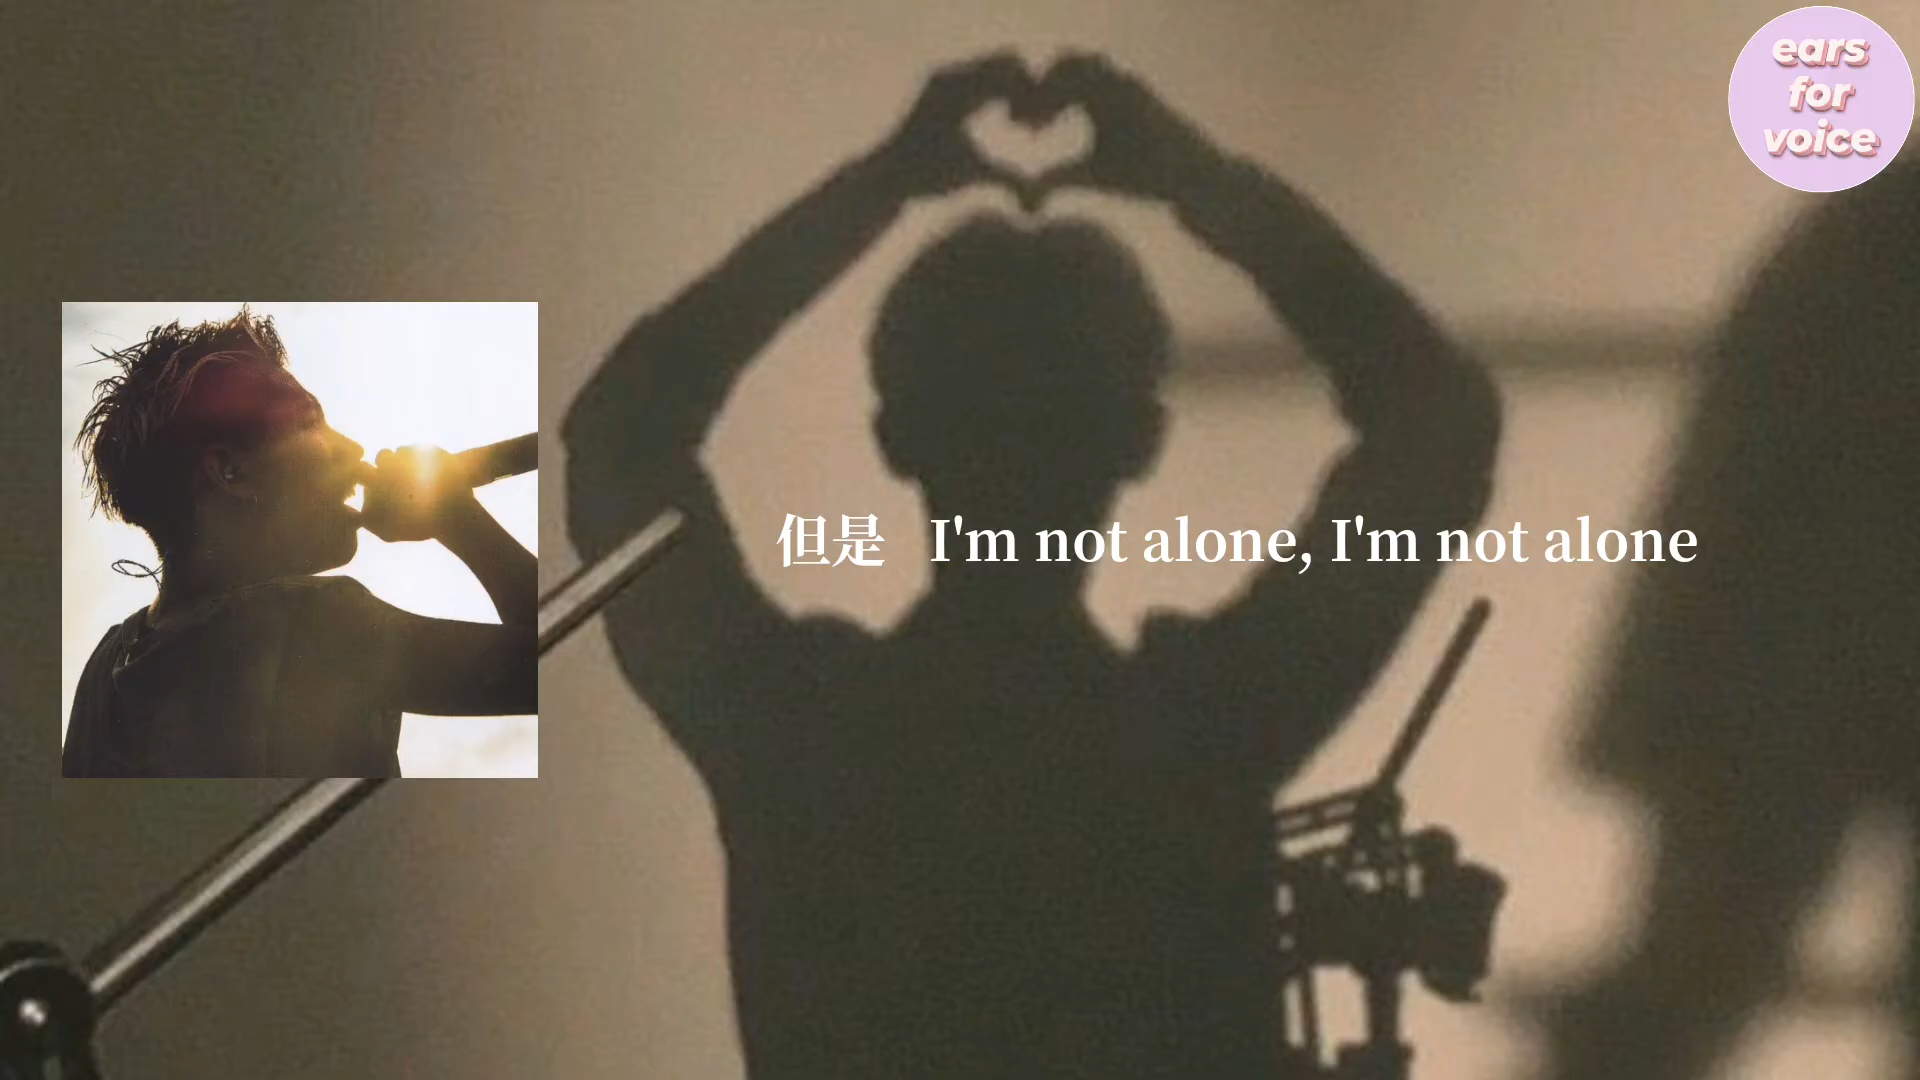 ears
for
voice
但是 I'm not alone, I'm not alone